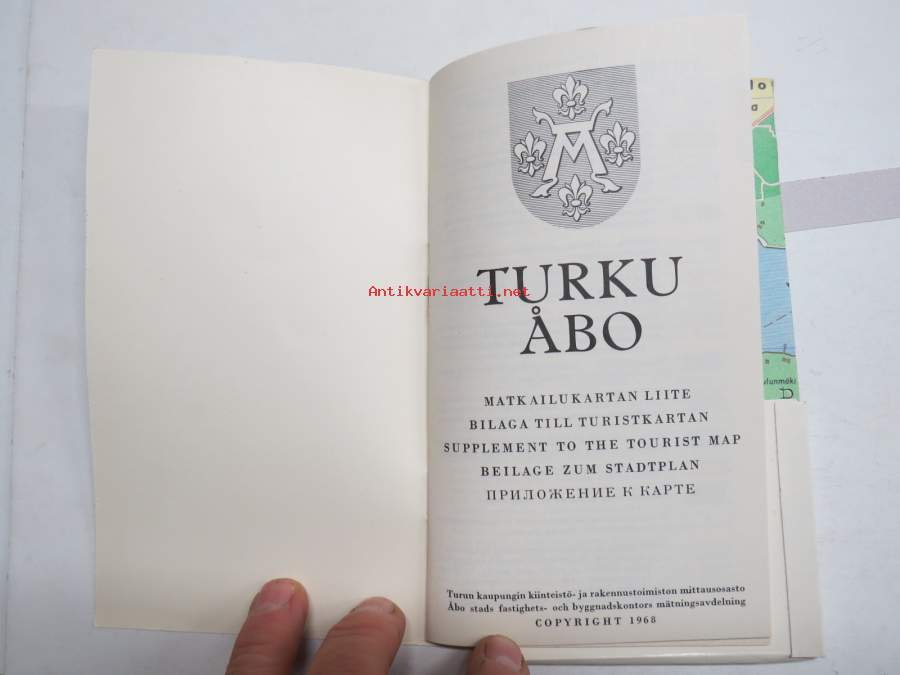 TURKU
Antikvariaatti.net
ÅBO
MATKAILUKARTAN LIITE
BILAGA TILL TURISTKARTAN
SUPPLEMENT TO THE TOURIST MAP
BEILAGE ZUM STADTPLAN
ПРИЛОЖЕНИЕ К КАРТЕ
Turun kaupungin kiinteistö- ja rakennustoimiston mittausosasto
Åbo stads fastighets- och byggnadskontors mätningsavdelning
COPYRIGHT 1968
lo
a
D